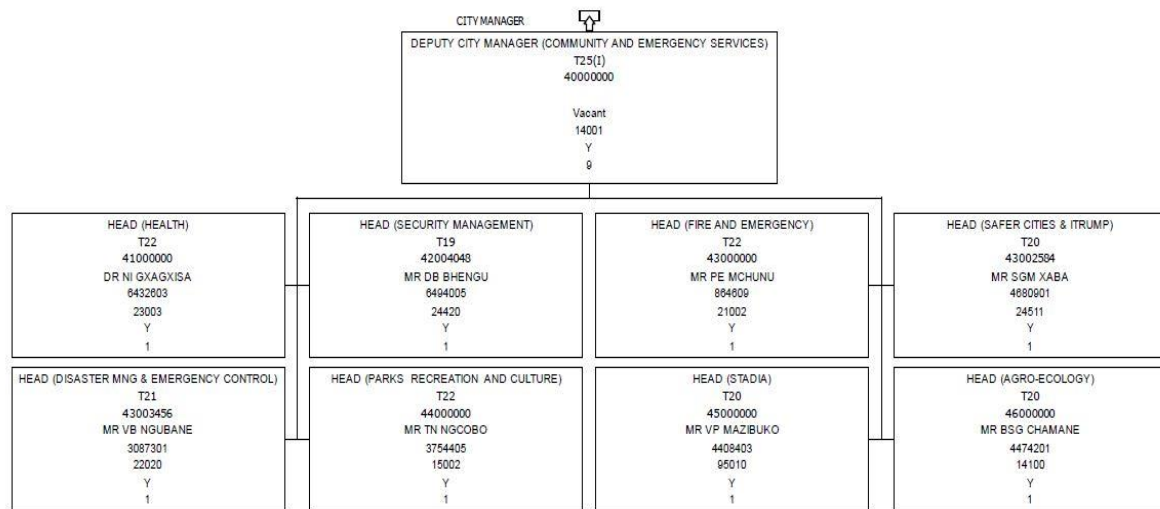 CITY MANAGER
DEPUTY CITY MANAGER (COMMUNITY AND EMERGENCY SERVICES)
T25(I)
40000000
Vacant
14001
Y
9
HEAD (HEALTH)
T22
41000000
DR NI GXAGXISA
6432603
23003
Y
1
HEAD (SECURITY MANAGEMENT)
T19
42004048
MR DB BHENGU
6494005
24420
Y
1
HEAD (FIRE AND EMERGENCY)
T22
43000000
MR PE MCHUNU
864609
21002
Y
1
HEAD (SAFER CITIES & ITRUMP)
T20
43002584
MR SGM XABA
4680901
24511
Y
1
HEAD (DISASTER MNG & EMERGENCY CONTROL)
T21
43003456
MR VB NGUBANE
3087301
22020
Y
1
HEAD (PARKS RECREATION AND CULTURE)
T22
44000000
MR TN NGCOBO
3754405
15002
Y
1
HEAD (STADIA)
T20
45000000
MR VP MAZIBUKO
4408403
95010
Y
1
HEAD (AGRO-ECOLOGY)
T20
46000000
MR BSG CHAMANE
4474201
14100
Y
1